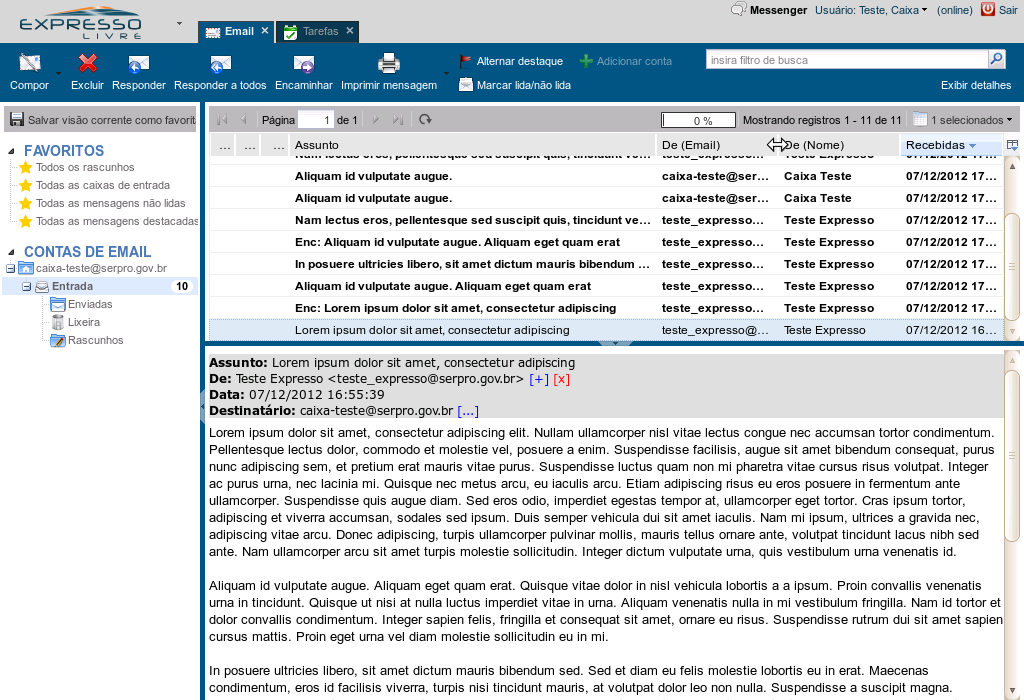 EXPRESSO
LIVRE
Email
Tarefas
Messenger
Usuário: Teste, Caixa
(online)
Sair
Compor
Excluir
Responder
Responder a todos
Encaminhar
Imprimir mensagem
Alternar destaque
Adicionar conta
Marcar lida/não lida
insira filtro de busca
Exibir detalhes
Salvar visão corrente como favorit
Página 1 de 1
0 %
Mostrando registros 1 - 11 de 11
1 selecionados
FAVORITOS
Todos os rascunhos
Todas as caixas de entrada
Todas as mensagens não lidas
Todas as mensagens destacadas
CONTAS DE EMAIL
caixa-teste@serpro.gov.br
Entrada 10
Enviadas
Lixeira
Rascunhos
... ... ... Assunto De (Email) De (Nome) Recebidas
Nam lectus eros, pellentesque sed suscipit quis, tincidunt ve... teste_expresso... Teste Expresso 07/12/2012 17...
Aliquam id vulputate augue. caixa-teste@ser... Caixa Teste 07/12/2012 17...
Aliquam id vulputate augue. caixa-teste@ser... Caixa Teste 07/12/2012 17...
Nam lectus eros, pellentesque sed suscipit quis, tincidunt ve... teste_expresso... Teste Expresso 07/12/2012 17...
Enc: Aliquam id vulputate augue. Aliquam eget quam erat teste_expresso... Teste Expresso 07/12/2012 17...
In posuere ultricies libero, sit amet dictum mauris bibendum ... teste_expresso... Teste Expresso 07/12/2012 17...
Aliquam id vulputate augue. Aliquam eget quam erat teste_expresso... Teste Expresso 07/12/2012 17...
Enc: Lorem ipsum dolor sit amet, consectetur adipiscing teste_expresso... Teste Expresso 07/12/2012 17...
Lorem ipsum dolor sit amet, consectetur adipiscing teste_expresso@... Teste Expresso 07/12/2012 16...
Assunto: Lorem ipsum dolor sit amet, consectetur adipiscing
De: Teste Expresso <teste_expresso@serpro.gov.br> [+] [x]
Data: 07/12/2012 16:55:39
Destinatário: caixa-teste@serpro.gov.br [...]
Lorem ipsum dolor sit amet, consectetur adipiscing elit. Nullam ullamcorper nisl vitae lectus congue nec accumsan tortor condimentum.
Pellentesque lectus dolor, commodo et molestie vel, posuere a enim. Suspendisse facilisis, augue sit amet bibendum consequat, purus
nunc adipiscing sem, et pretium erat mauris vitae purus. Suspendisse luctus quam non mi pharetra vitae cursus risus volutpat. Integer
ac purus urna, nec lacinia mi. Quisque nec metus arcu, eu iaculis arcu. Etiam adipiscing risus eu eros posuere in fermentum ante
ullamcorper. Suspendisse quis augue diam. Sed eros odio, imperdiet egestas tempor at, ullamcorper eget tortor. Cras ipsum tortor,
adipiscing et viverra accumsan, sodales sed ipsum. Duis semper vehicula dui sit amet iaculis. Nam mi ipsum, ultrices a gravida nec,
adipiscing vitae arcu. Donec adipiscing, turpis ullamcorper pulvinar mollis, mauris tellus ornare ante, volutpat tincidunt lacus nibh sed
ante. Nam ullamcorper arcu sit amet turpis molestie sollicitudin. Integer dictum vulputate urna, quis vestibulum urna venenatis id.
Aliquam id vulputate augue. Aliquam eget quam erat. Quisque vitae dolor in nisl vehicula lobortis a a ipsum. Proin convallis venenatis
urna in tincidunt. Quisque ut nisi at nulla luctus imperdiet vitae in urna. Aliquam venenatis nulla in mi vestibulum fringilla. Nam id tortor et
dolor convallis condimentum. Integer sapien felis, fringilla et consequat sit amet, ornare eu risus. Suspendisse rutrum dui sit amet sapien
cursus mattis. Proin eget urna vel diam molestie sollicitudin eu in mi.
In posuere ultricies libero, sit amet dictum mauris bibendum sed. Sed et diam eu felis molestie lobortis eu in erat. Maecenas
condimentum, eros id facilisis viverra, turpis nisi tincidunt mauris, at volutpat dolor leo non nulla. Suspendisse a suscipit magna.